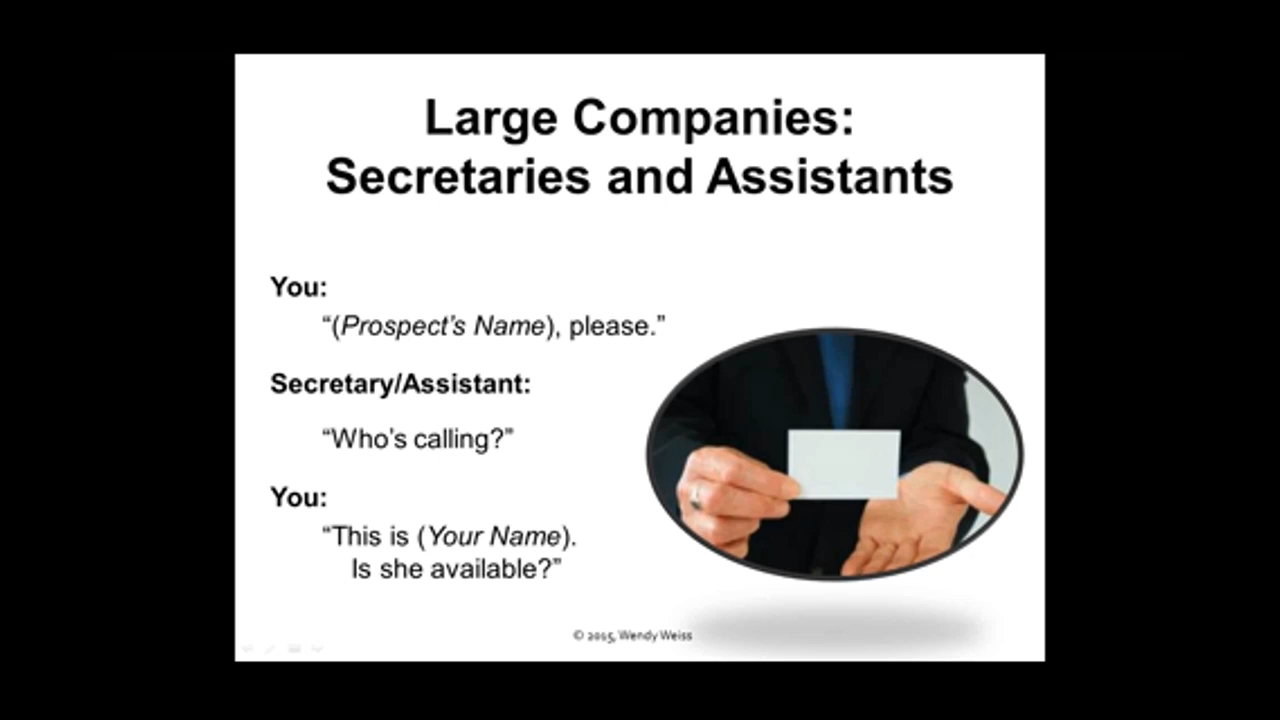 Large Companies:
Secretaries and Assistants
You:
“(Prospect’s Name), please.”
Secretary/Assistant:
“Who’s calling?”
You:
“This is (Your Name).
Is she available?”
© 2015, Wendy Weiss